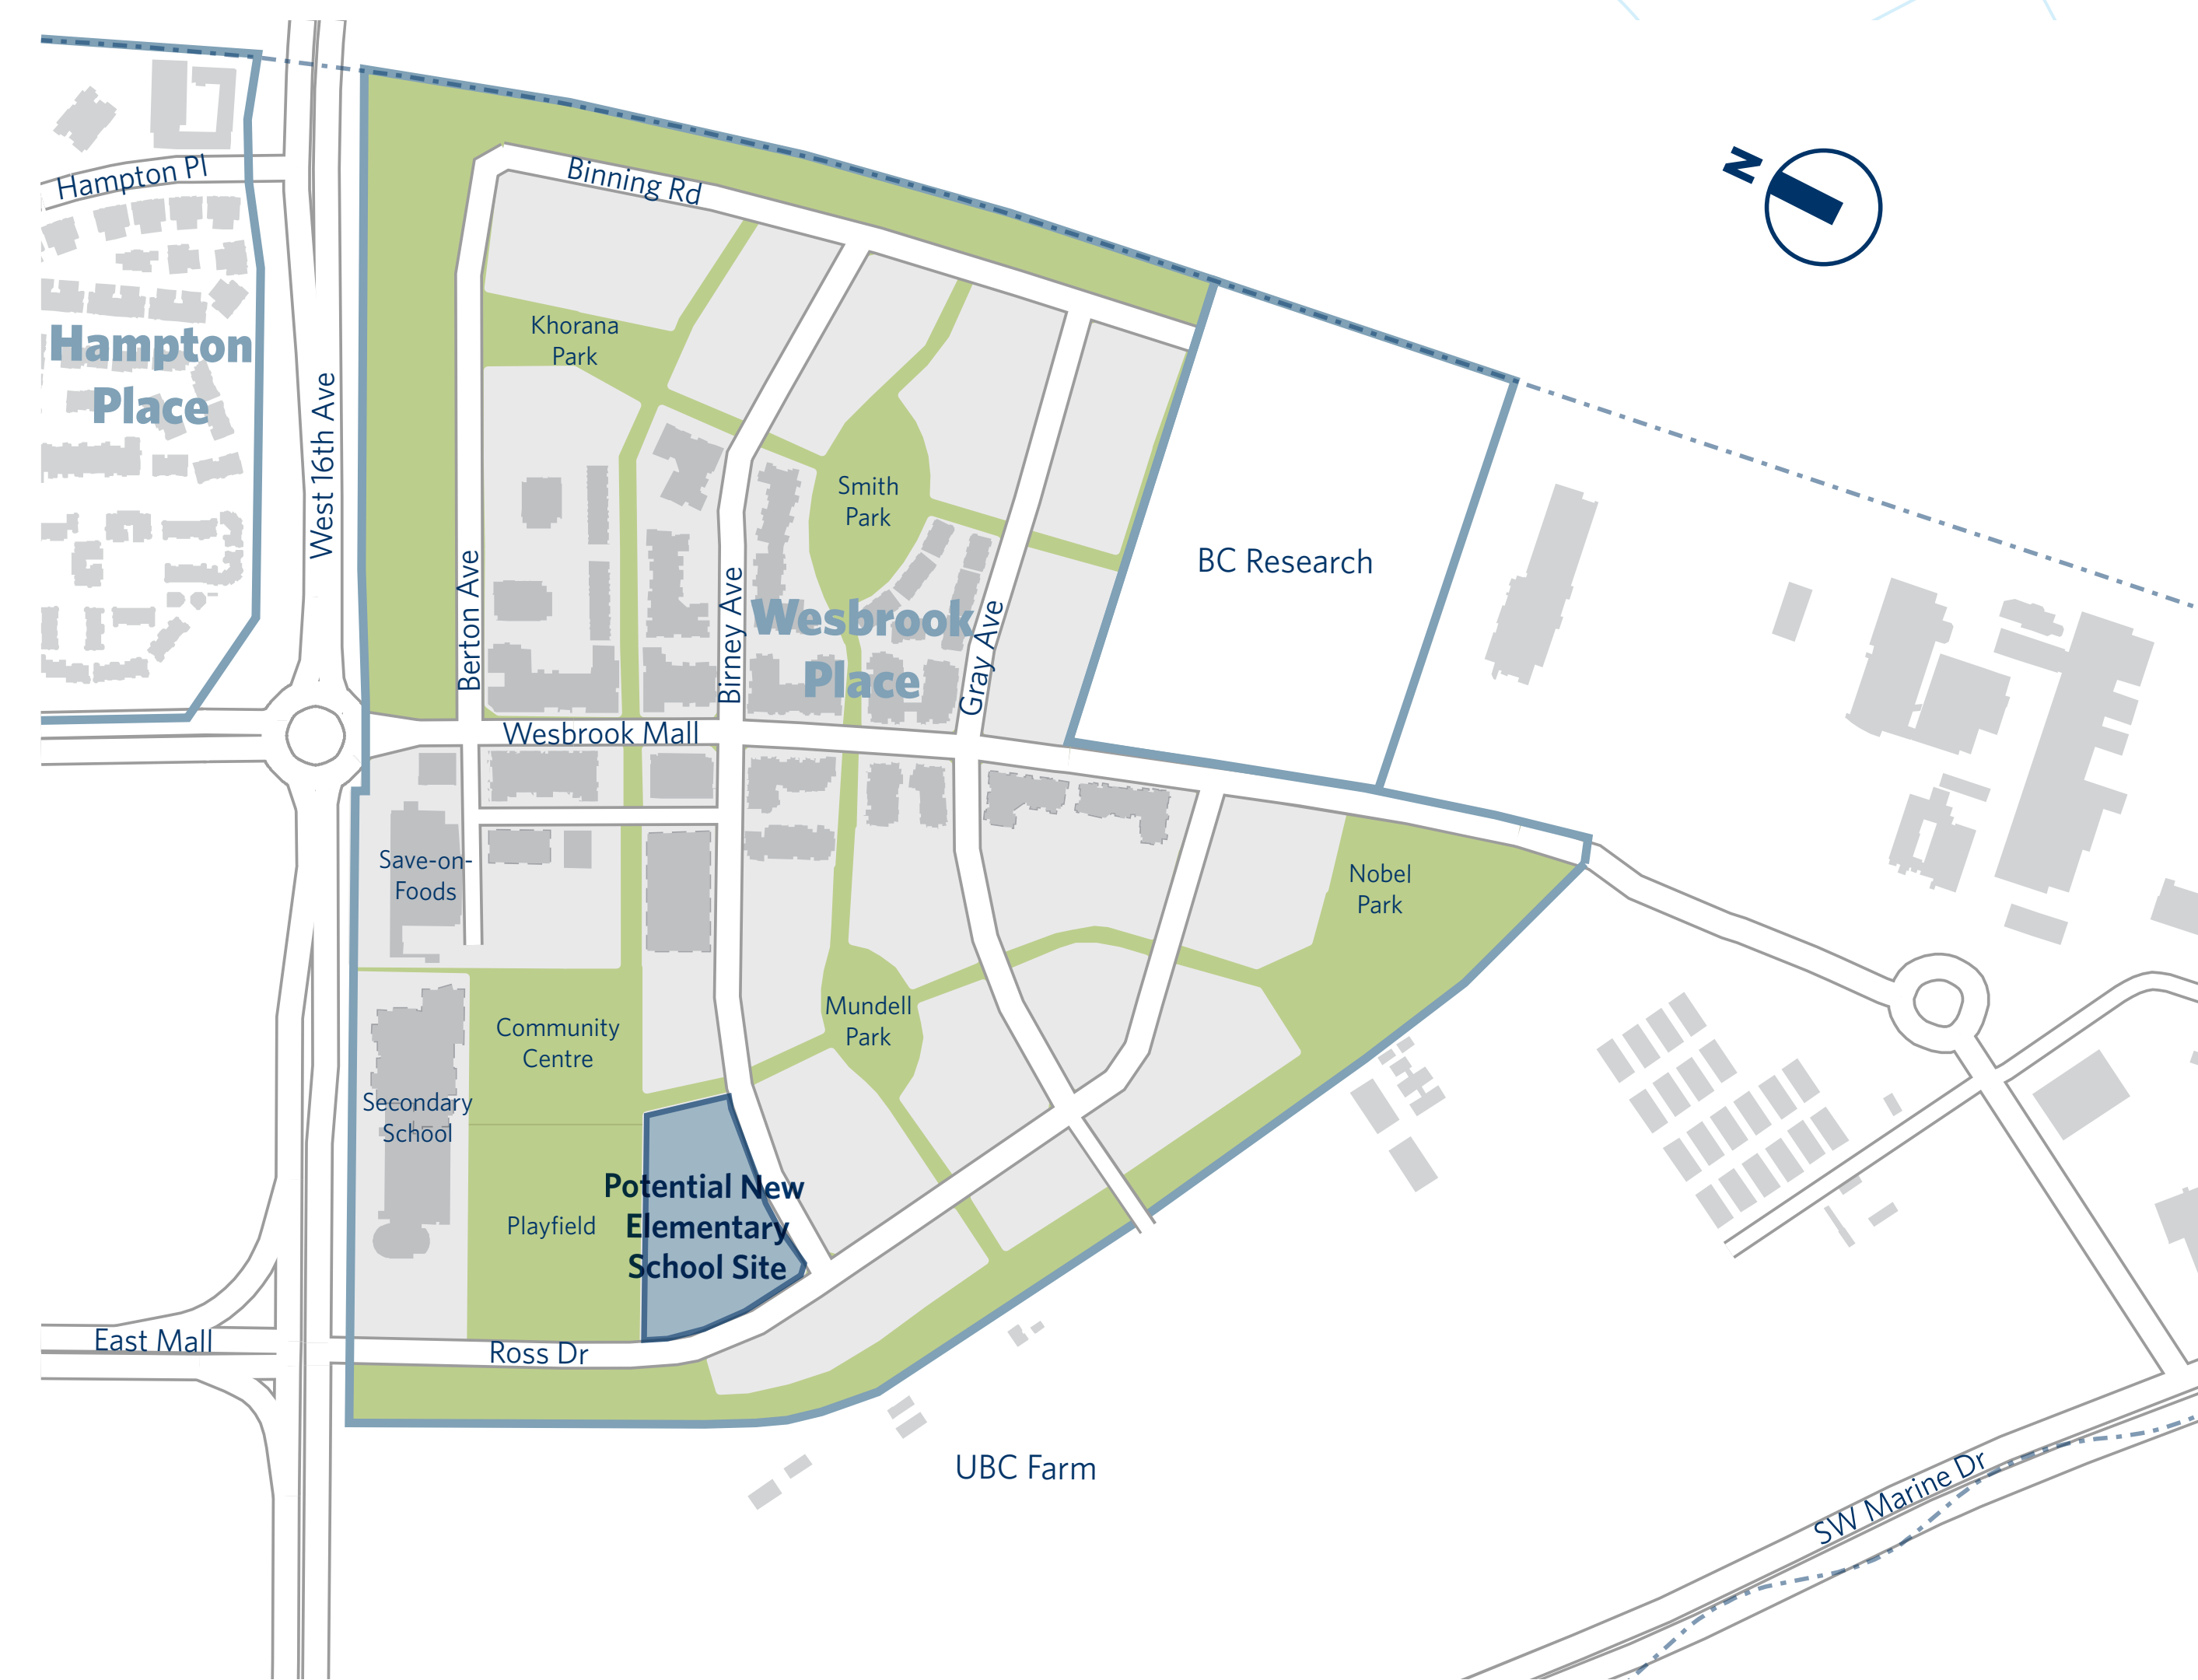 Hampton Pl
Binning Rd
N
Khorana
Park
Hampton
Place
West 16th Ave
Smith
Park
BC Research
Berton Ave
Birney Ave
Wesbrook
Place
Gray Ave
Wesbrook Mall
Save-on-
Foods
Nobel
Park
Mundell
Park
Community
Centre
Secondary
School
Potential New
Elementary
School Site
Playfield
East Mall
Ross Dr
UBC Farm
SW Marine Dr